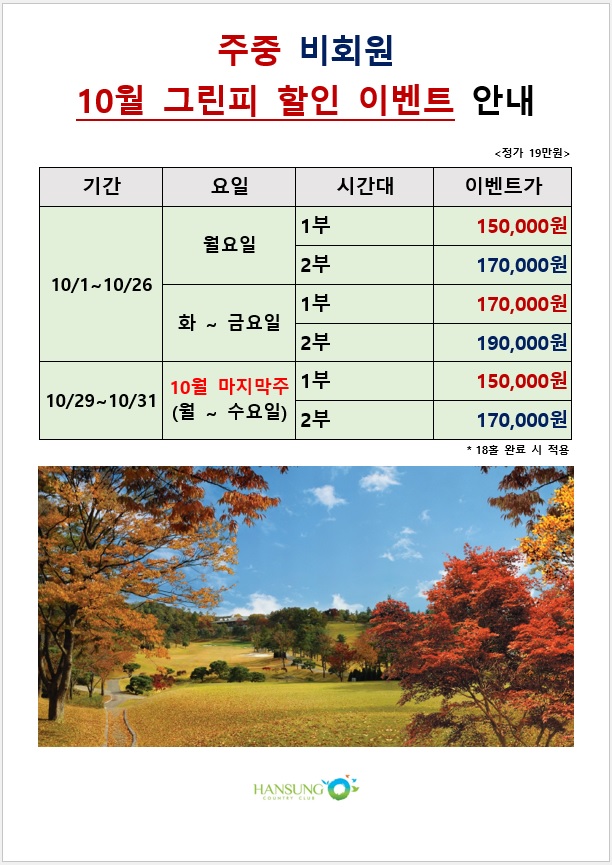 주중 비회원
10월 그린피 할인 이벤트 안내
<정가 19만원>
기간 요일 시간대 이벤트가
10/1~10/26 월요일 1부 150,000원
2부 170,000원
화 ~ 금요일 1부 170,000원
2부 190,000원
10/29~10/31 10월 마지막주 (월 ~ 수요일) 1부 150,000원
2부 170,000원
* 18홀 완료 시 적용
HANSUNG
COUNTRY CLUB